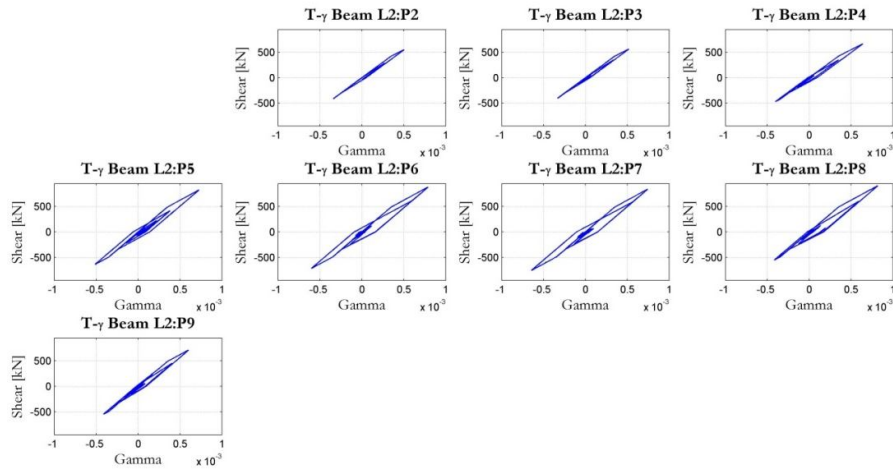 T-γ Beam L2:P2
T-γ Beam L2:P3
T-γ Beam L2:P4
Shear [kN]
500
0
-500
-1 -0.5 0 0.5 1
Gamma
x 10-3
Shear [kN]
500
0
-500
-1 -0.5 0 0.5 1
Gamma
x 10-3
Shear [kN]
500
0
-500
-1 -0.5 0 0.5 1
Gamma
x 10-3
T-γ Beam L2:P5
T-γ Beam L2:P6
T-γ Beam L2:P7
T-γ Beam L2:P8
Shear [kN]
500
0
-500
-1 -0.5 0 0.5 1
Gamma
x 10-3
Shear [kN]
500
0
-500
-1 -0.5 0 0.5 1
Gamma
x 10-3
Shear [kN]
500
0
-500
-1 -0.5 0 0.5 1
Gamma
x 10-3
Shear [kN]
500
0
-500
-1 -0.5 0 0.5 1
Gamma
x 10-3
T-γ Beam L2:P9
Shear [kN]
500
0
-500
-1 -0.5 0 0.5 1
Gamma
x 10-3